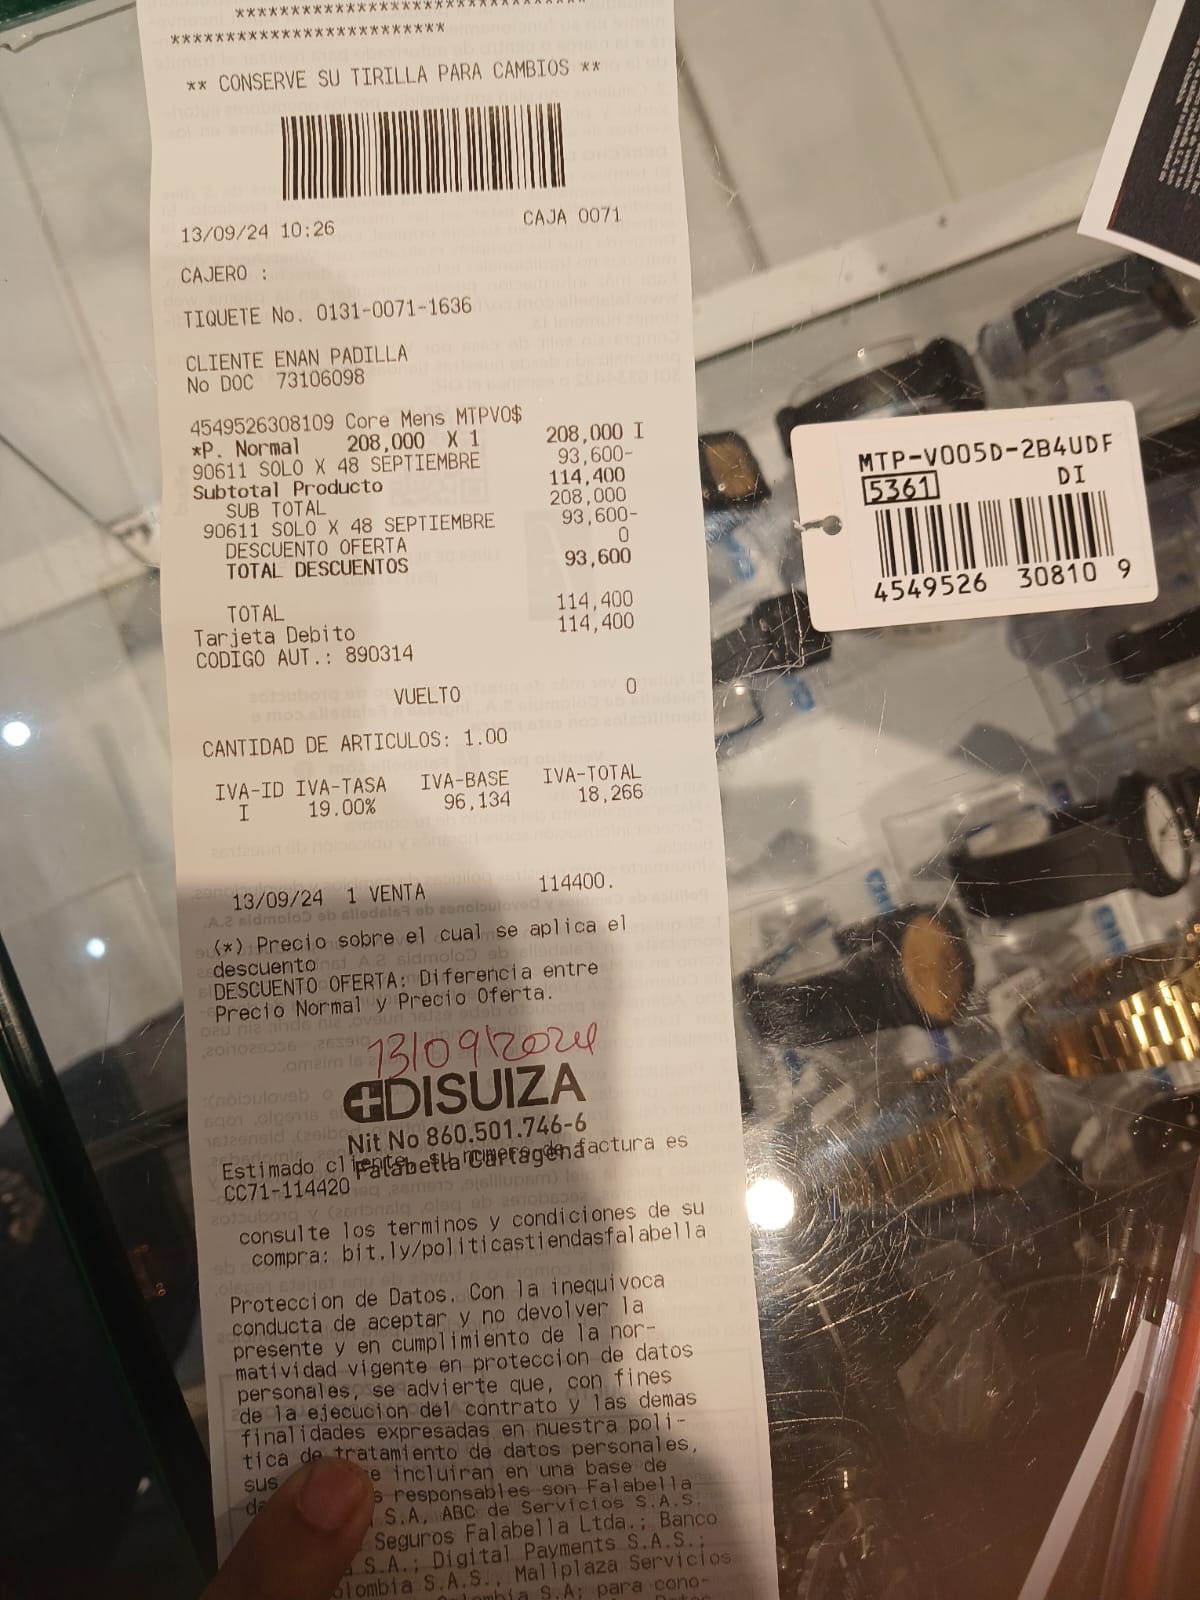 ** CONSERVE SU TIRILLA PARA CAMBIOS **
13/09/24 10:26 CAJA 0071
CAJERO :
TIQUETE No. 0131-0071-1636
CLIENTE ENAN PADILLA
No DOC 73106098
4549526308109 Core Mens MTPVO$
*P. Normal 208,000 X 1 208,000 I
90611 SOLO X 48 SEPTIEMBRE 93,600-
Subtotal Producto 114,400
SUB TOTAL 208,000
90611 SOLO X 48 SEPTIEMBRE 93,600-
DESCUENTO OFERTA 0
TOTAL DESCUENTOS 93,600
TOTAL 114,400
Tarjeta Debito 114,400
CODIGO AUT.: 890314
VUELTO 0
CANTIDAD DE ARTICULOS: 1.00
IVA-ID IVA-TASA IVA-BASE IVA-TOTAL
I 19.00% 96,134 18,266
13/09/24 1 VENTA 114400.
(*) Precio sobre el cual se aplica el
descuento
DESCUENTO OFERTA: Diferencia entre
Precio Normal y Precio Oferta.
13/09/2024
DISUIZA
Nit No 860.501.746-6
Falabella Cartagena
Estimado cliente, su numero de factura es
CC71-114420
consulte los terminos y condiciones de su
compra: bit.ly/politicastiendasfalabella
Proteccion de Datos. Con la inequivoca
conducta de aceptar y no devolver la
presente y en cumplimiento de la nor-
matividad vigente en proteccion de datos
personales, se advierte que, con fines
de la ejecucion del contrato y las demas
finalidades expresadas en nuestra poli-
tica de tratamiento de datos personales,
sus se incluiran en una base de
responsables son Falabella
S.A, ABC de Servicios S.A.S.
Seguros Falabella Ltda.; Banco
S.A.; Digital Payments S.A.S.;
S.A.S., Mallplaza Servicios
S.A; para cono-
MTP-V005D-2B4UDF
5361 DI
4549526 30810 9